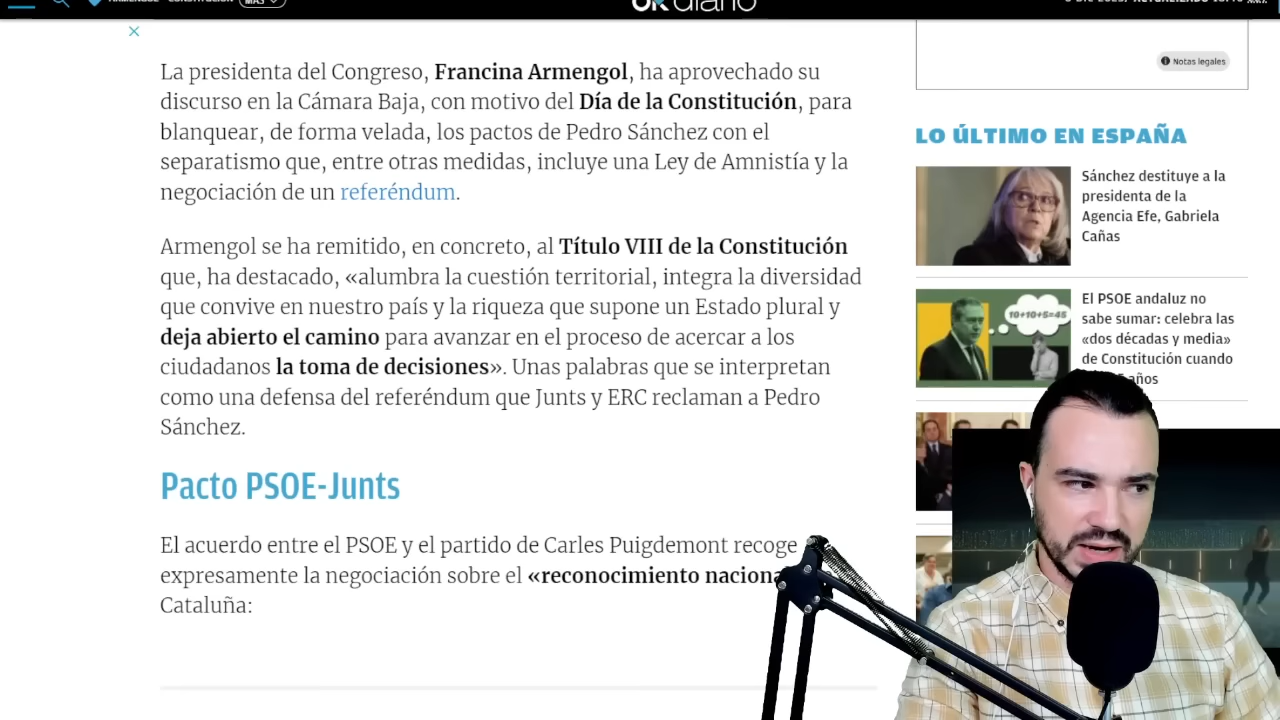 MÁS
okdiario
La presidenta del Congreso, Francina Armengol, ha aprovechado su
discurso en la Cámara Baja, con motivo del Día de la Constitución, para
blanquear, de forma velada, los pactos de Pedro Sánchez con el
separatismo que, entre otras medidas, incluye una Ley de Amnistía y la
negociación de un referéndum.
Armengol se ha remitido, en concreto, al Título VIII de la Constitución
que, ha destacado, «alumbra la cuestión territorial, integra la diversidad
que convive en nuestro país y la riqueza que supone un Estado plural y
deja abierto el camino para avanzar en el proceso de acercar a los
ciudadanos la toma de decisiones». Unas palabras que se interpretan
como una defensa del referéndum que Junts y ERC reclaman a Pedro
Sánchez.
Pacto PSOE-Junts
El acuerdo entre el PSOE y el partido de Carles Puigdemont recoge
expresamente la negociación sobre el «reconocimiento naciona
Cataluña:
Notas legales
LO ÚLTIMO EN ESPAÑA
Sánchez destituye a la
presidenta de la
Agencia Efe, Gabriela
Cañas
10+10+5=45
El PSOE andaluz no
sabe sumar: celebra las
«dos décadas y media»
de Constitución cuando
años